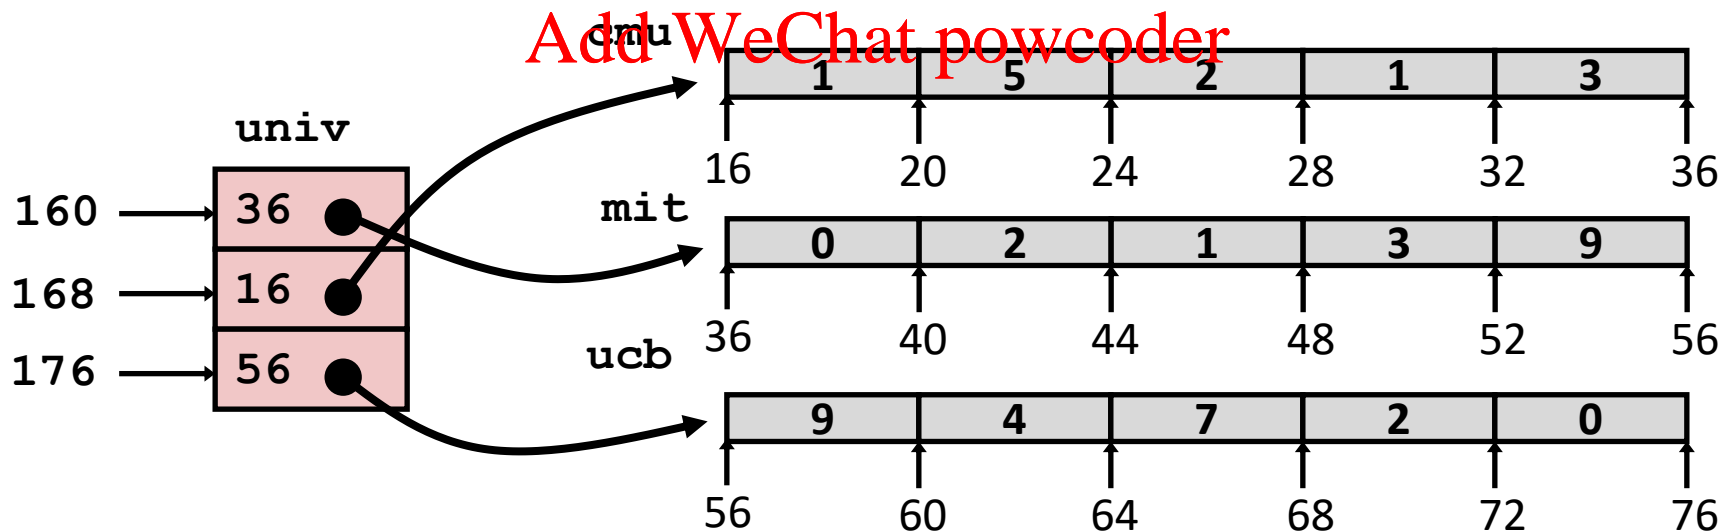 Add WeChat powcoder
cmu
1 5 2 1 3
16 20 24 28 32 36
univ
160 36
168 16
176 56
mit
0 2 1 3 9
36 40 44 48 52 56
ucb
9 4 7 2 0
56 60 64 68 72 76